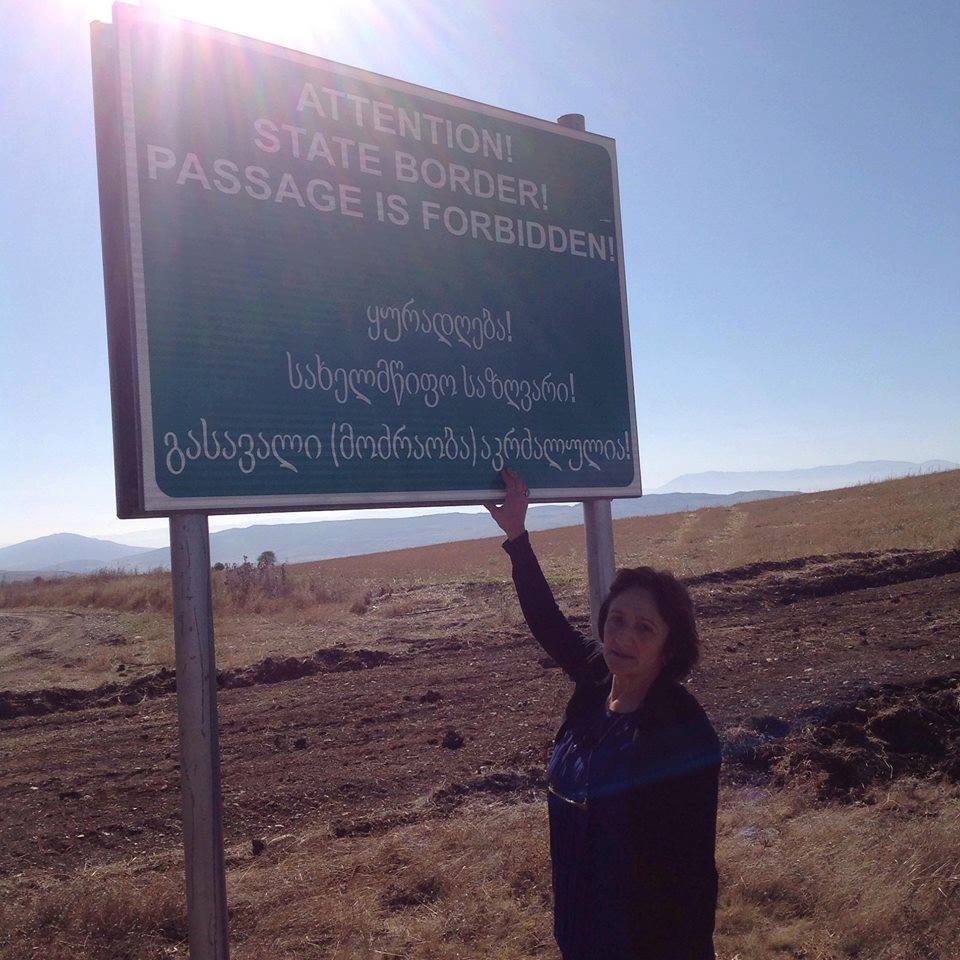 ATTENTION!
STATE BORDER!
PASSAGE IS FORBIDDEN!
ყურადღება!
სახელმწიფო საზღვარი!
გასავალი (მოძრაობა) აკრძალულია!